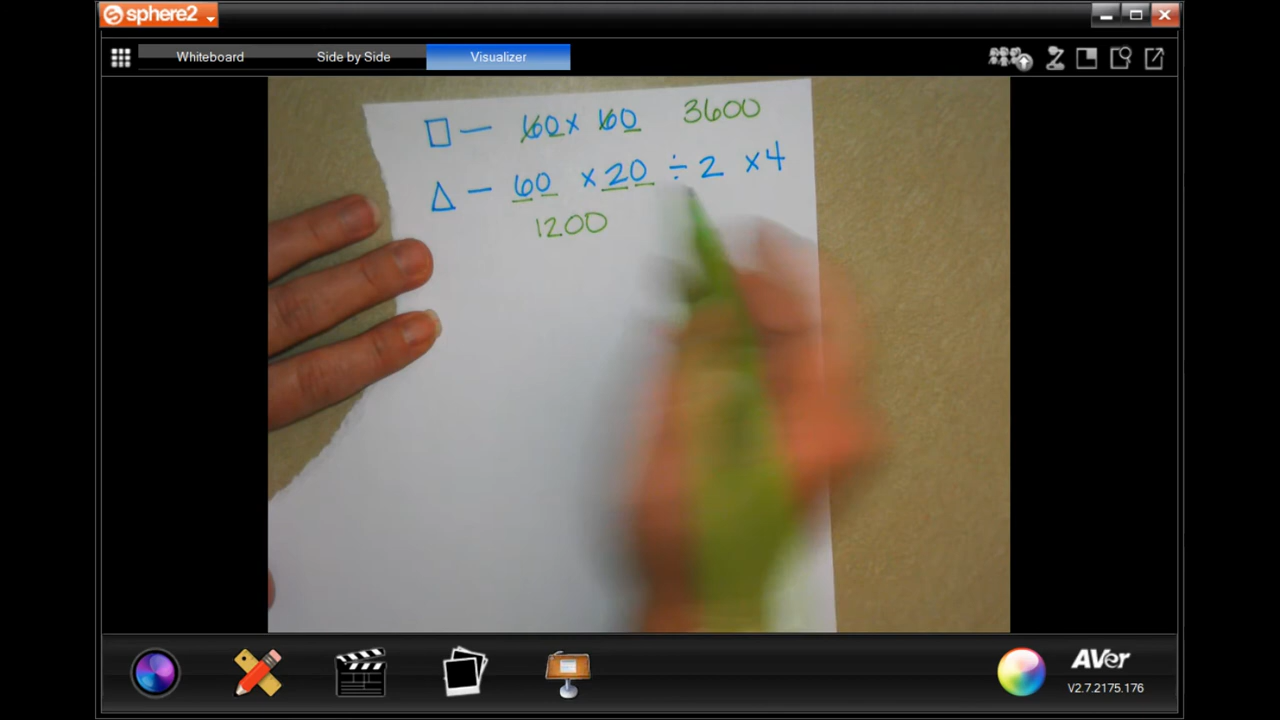 sphere2
Whiteboard Side by Side Visualizer
□ — 60 x 60 3600
△ — 60 x 20 ÷ 2 x 4
1200
AVer
V2.7.2175.176